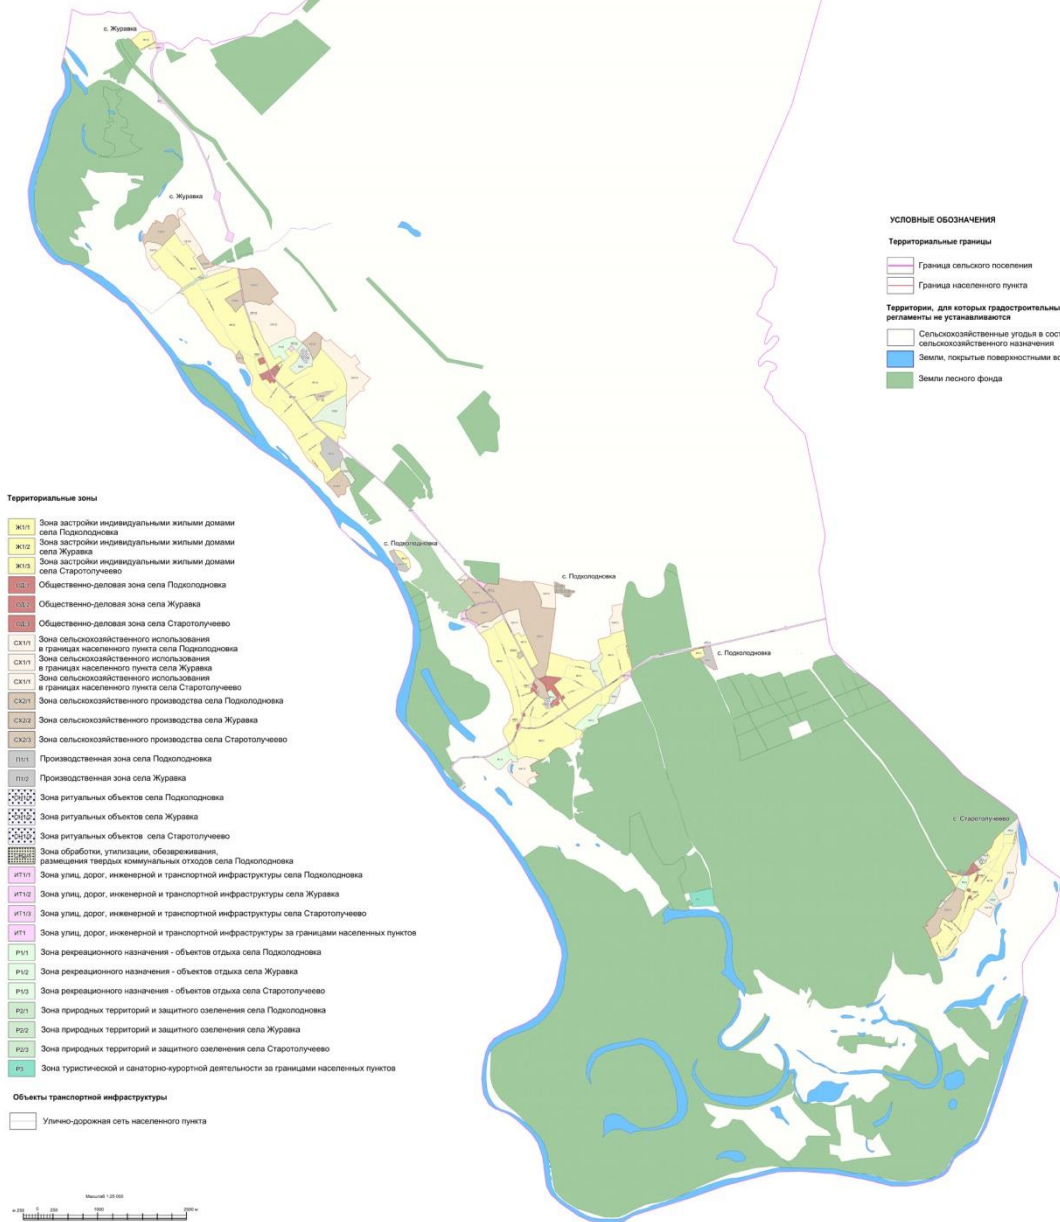 с. Журавка
с. Журавка
УСЛОВНЫЕ ОБОЗНАЧЕНИЯ
Территориальные границы
Граница сельского поселения
Граница населенного пункта
Территории, для которых градостроительны
регламенты не устанавливаются
Сельскохозяйственные угодья в сост
сельскохозяйственного назначения
Земли, покрытые поверхностными во
Земли лесного фонда
с. Подколодновка
с. Подколодновка
с. Подколодновка
с. Старотолучеево
Территориальные зоны
Ж1/1 Зона застройки индивидуальными жилыми домами
села Подколодновка
Ж1/2 Зона застройки индивидуальными жилыми домами
села Журавка
Ж1/3 Зона застройки индивидуальными жилыми домами
села Старотолучеево
Общественно-деловая зона села Подколодновка
Общественно-деловая зона села Журавка
Общественно-деловая зона села Старотолучеево
СХ1/1 Зона сельскохозяйственного использования
в границах населенного пункта села Подколодновка
СХ1/1 Зона сельскохозяйственного использования
в границах населенного пункта села Журавка
СХ1/1 Зона сельскохозяйственного использования
в границах населенного пункта села Старотолучеево
СХ2/1 Зона сельскохозяйственного производства села Подколодновка
СХ2/2 Зона сельскохозяйственного производства села Журавка
СХ2/3 Зона сельскохозяйственного производства села Старотолучеево
П1/1 Производственная зона села Подколодновка
П1/2 Производственная зона села Журавка
Зона ритуальных объектов села Подколодновка
Зона ритуальных объектов села Журавка
Зона ритуальных объектов села Старотолучеево
Зона обработки, утилизации, обезвреживания,
размещения твердых коммунальных отходов села Подколодновка
ИТ1/1 Зона улиц, дорог, инженерной и транспортной инфраструктуры села Подколодновка
ИТ1/2 Зона улиц, дорог, инженерной и транспортной инфраструктуры села Журавка
ИТ1/3 Зона улиц, дорог, инженерной и транспортной инфраструктуры села Старотолучеево
ИТ1 Зона улиц, дорог, инженерной и транспортной инфраструктуры за границами населенных пунктов
Р1/1 Зона рекреационного назначения - объектов отдыха села Подколодновка
Р1/2 Зона рекреационного назначения - объектов отдыха села Журавка
Р1/3 Зона рекреационного назначения - объектов отдыха села Старотолучеево
Р2/1 Зона природных территорий и защитного озеленения села Подколодновка
Р2/2 Зона природных территорий и защитного озеленения села Журавка
Р2/3 Зона природных территорий и защитного озеленения села Старотолучеево
Р3 Зона туристической и санаторно-курортной деятельности за границами населенных пунктов
Объекты транспортной инфраструктуры
Улично-дорожная сеть населенного пункта
Масштаб 1:25 000
м 250 0 250 1000 2000 м